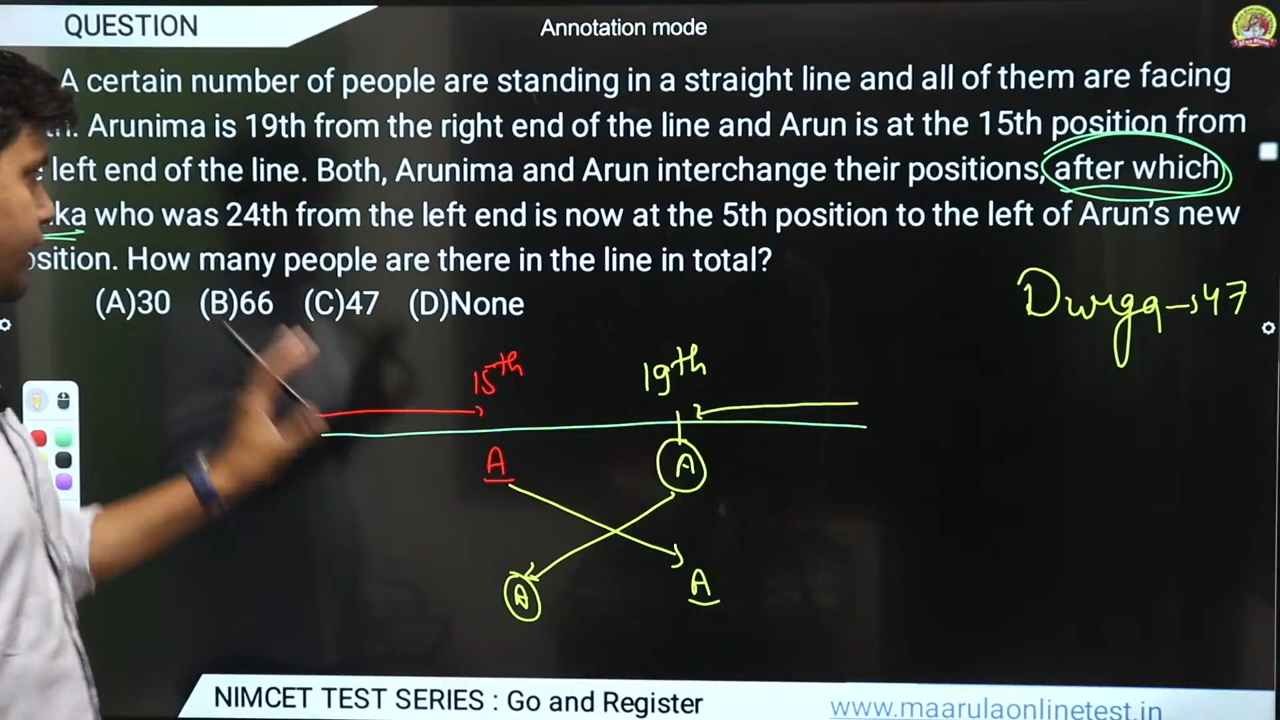 QUESTION
Annotation mode
A certain number of people are standing in a straight line and all of them are facing
Arunima is 19th from the right end of the line and Arun is at the 15th position from
left end of the line. Both, Arunima and Arun interchange their positions, after which
who was 24th from the left end is now at the 5th position to the left of Arun's new
How many people are there in the line in total?
(A)30 (B)66 (C)47 (D)None
Durga→47
15th 19th
A A
A A
NIMCET TEST SERIES : Go and Register
www.maarulaonlinetest.in